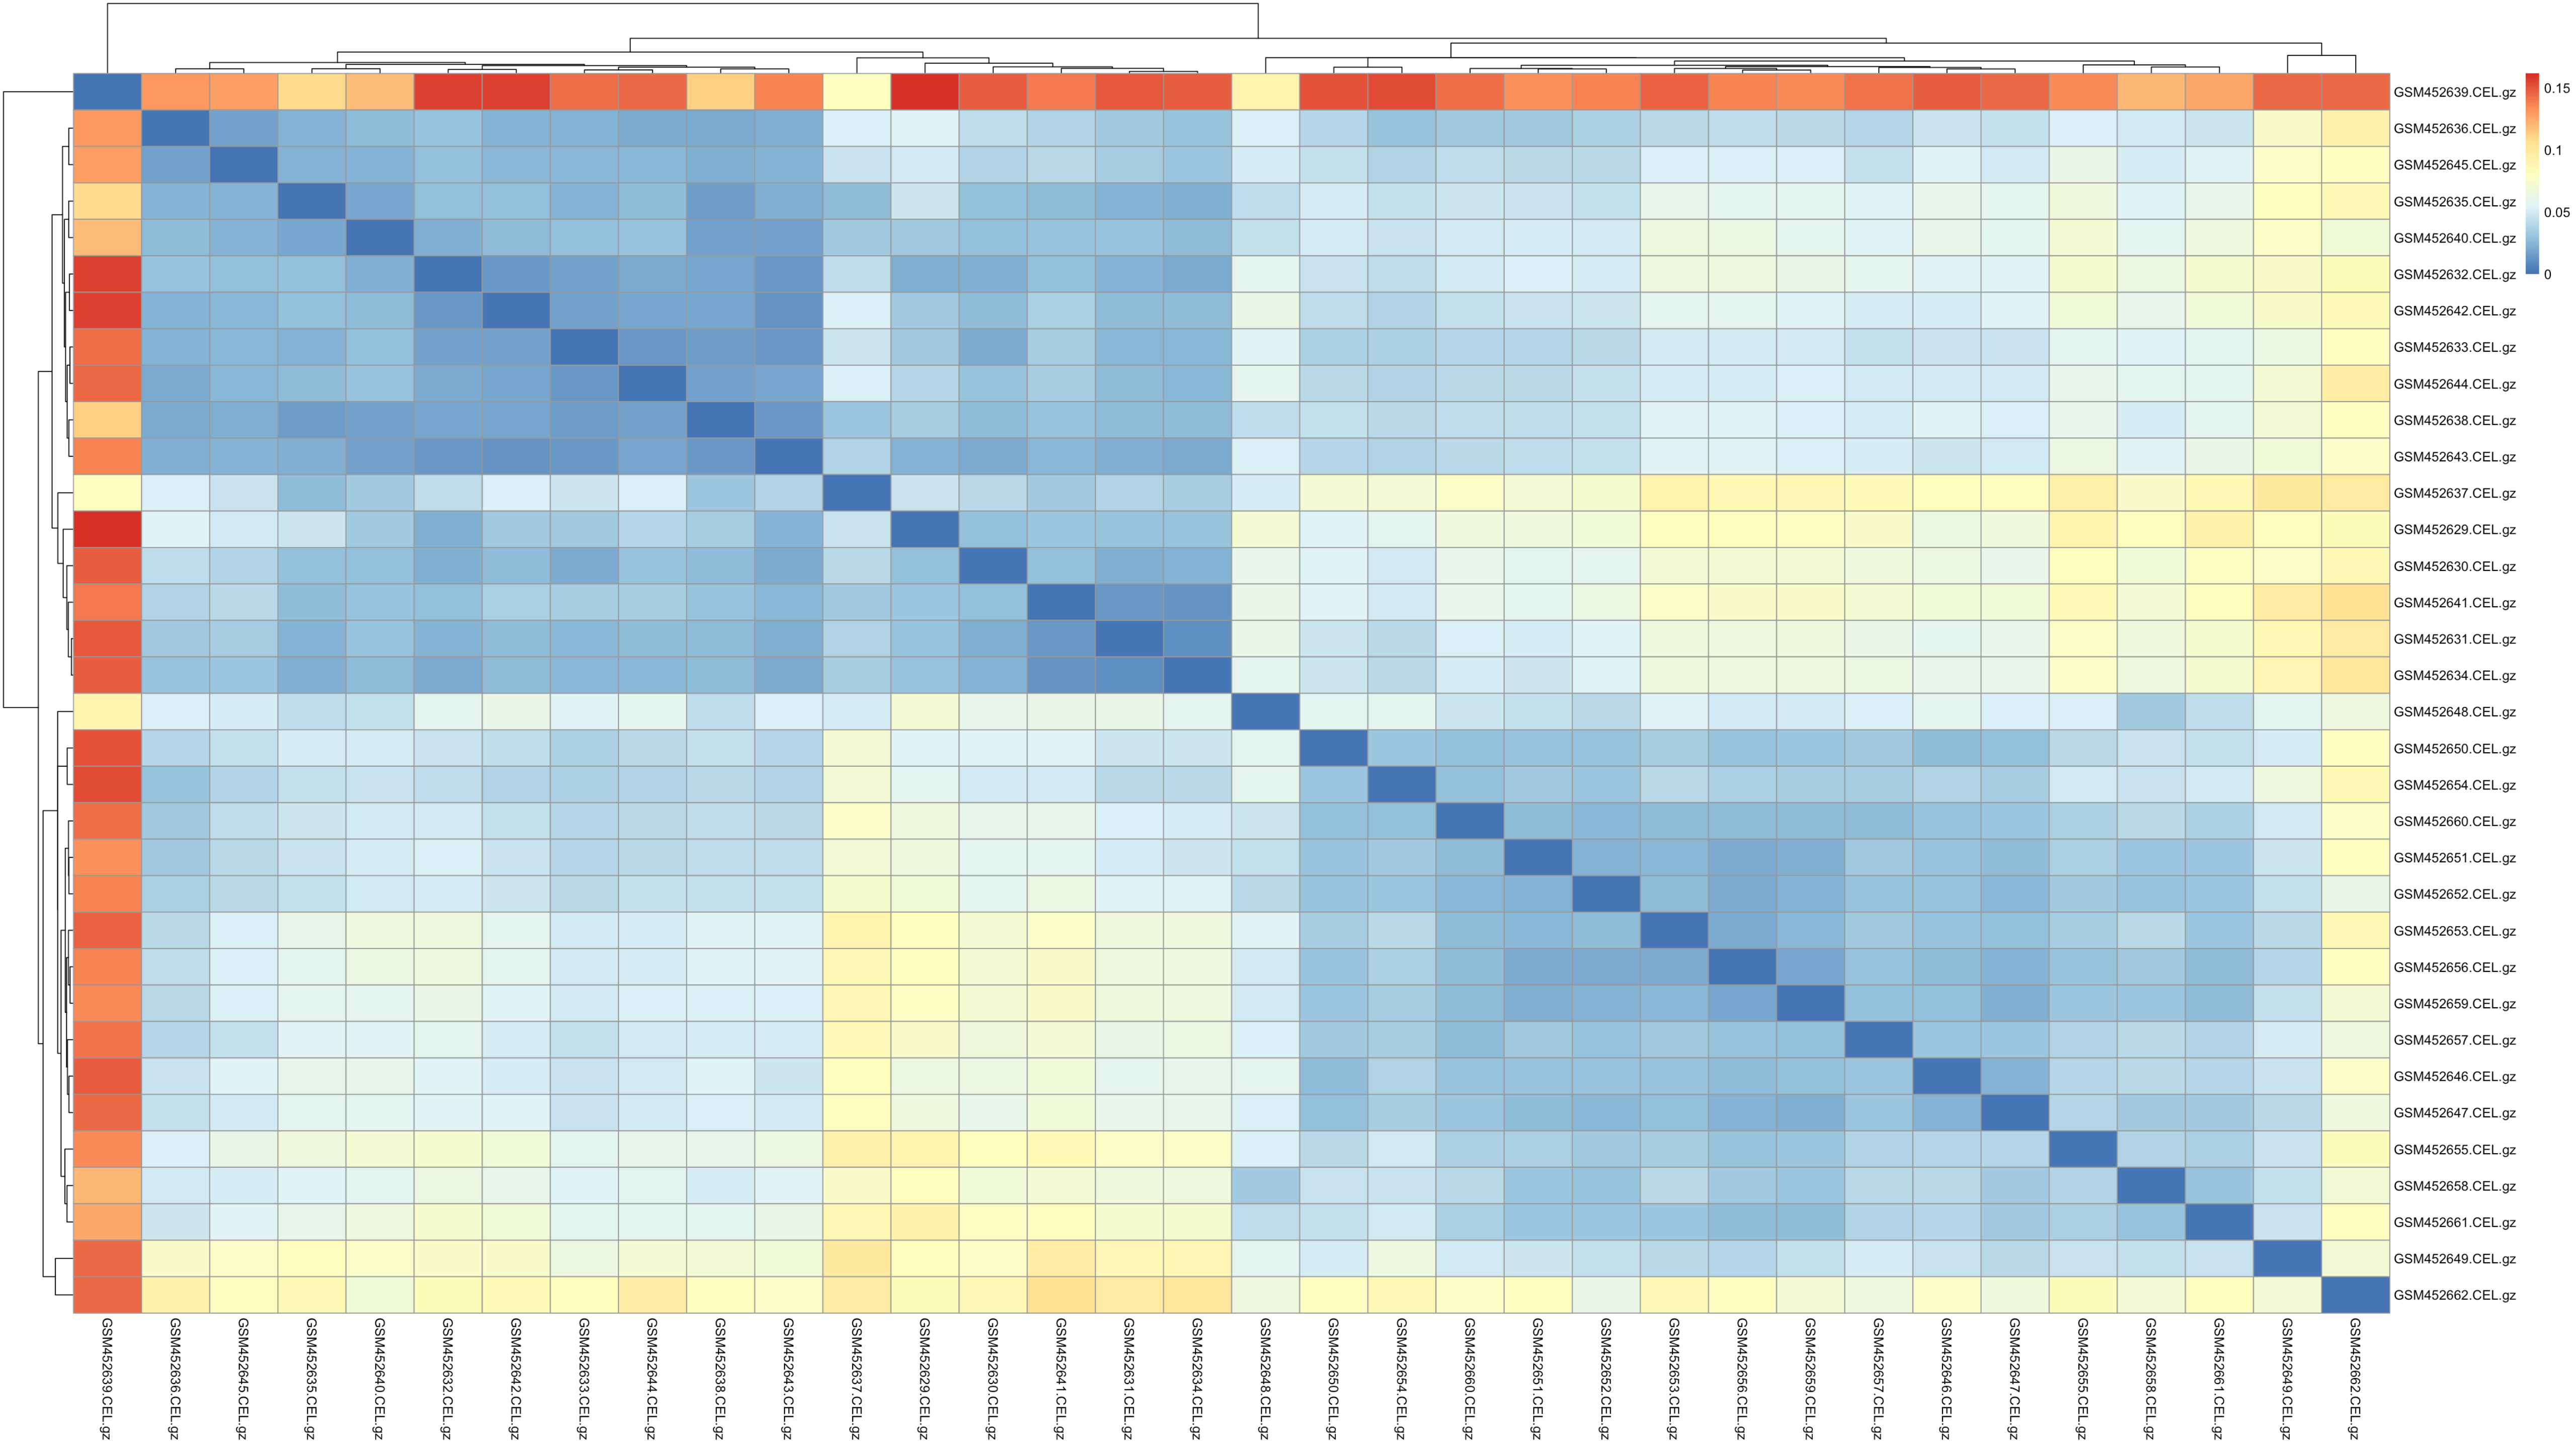 0.15
0.1
0.05
0
GSM452639.CEL.gz
GSM452636.CEL.gz
GSM452645.CEL.gz
GSM452635.CEL.gz
GSM452640.CEL.gz
GSM452632.CEL.gz
GSM452642.CEL.gz
GSM452633.CEL.gz
GSM452644.CEL.gz
GSM452638.CEL.gz
GSM452643.CEL.gz
GSM452637.CEL.gz
GSM452629.CEL.gz
GSM452630.CEL.gz
GSM452641.CEL.gz
GSM452631.CEL.gz
GSM452634.CEL.gz
GSM452648.CEL.gz
GSM452650.CEL.gz
GSM452654.CEL.gz
GSM452660.CEL.gz
GSM452651.CEL.gz
GSM452652.CEL.gz
GSM452653.CEL.gz
GSM452656.CEL.gz
GSM452659.CEL.gz
GSM452657.CEL.gz
GSM452646.CEL.gz
GSM452647.CEL.gz
GSM452655.CEL.gz
GSM452658.CEL.gz
GSM452661.CEL.gz
GSM452649.CEL.gz
GSM452662.CEL.gz
GSM452639.CEL.gz
GSM452636.CEL.gz
GSM452645.CEL.gz
GSM452635.CEL.gz
GSM452640.CEL.gz
GSM452632.CEL.gz
GSM452642.CEL.gz
GSM452633.CEL.gz
GSM452644.CEL.gz
GSM452638.CEL.gz
GSM452643.CEL.gz
GSM452637.CEL.gz
GSM452629.CEL.gz
GSM452630.CEL.gz
GSM452641.CEL.gz
GSM452631.CEL.gz
GSM452634.CEL.gz
GSM452648.CEL.gz
GSM452650.CEL.gz
GSM452654.CEL.gz
GSM452660.CEL.gz
GSM452651.CEL.gz
GSM452652.CEL.gz
GSM452653.CEL.gz
GSM452656.CEL.gz
GSM452659.CEL.gz
GSM452657.CEL.gz
GSM452646.CEL.gz
GSM452647.CEL.gz
GSM452655.CEL.gz
GSM452658.CEL.gz
GSM452661.CEL.gz
GSM452649.CEL.gz
GSM452662.CEL.gz